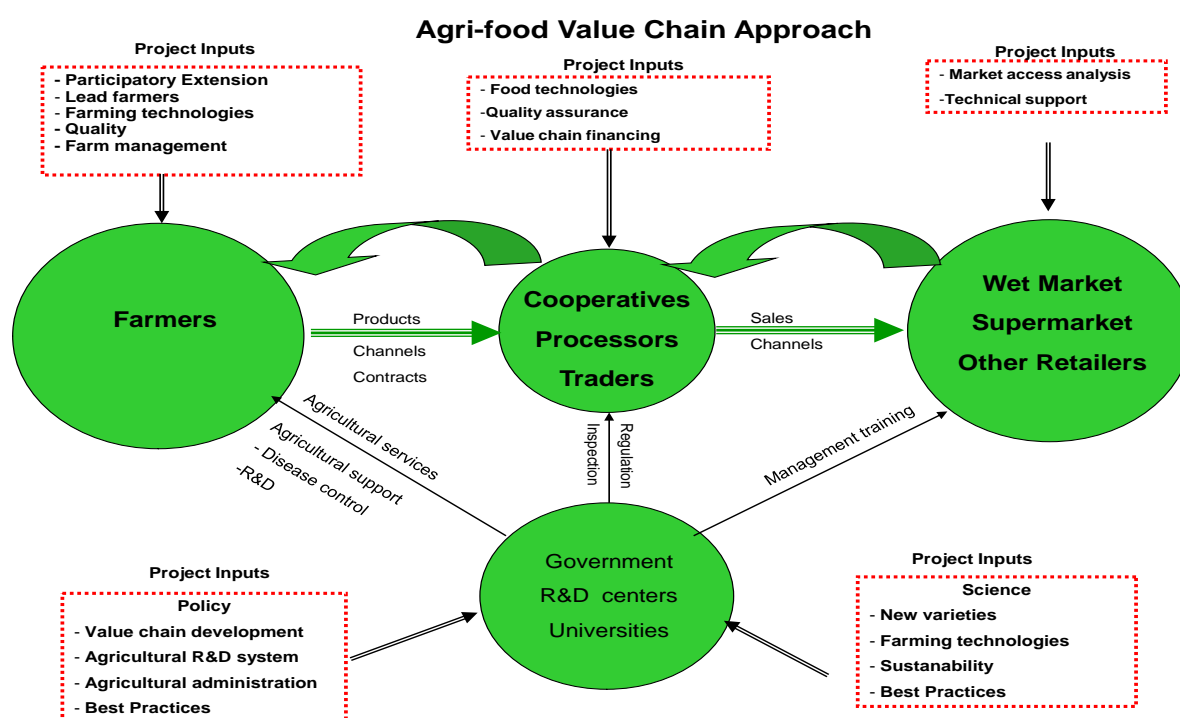 Agri-food Value Chain Approach
Project Inputs
- Participatory Extension
- Lead farmers
- Farming technologies
- Quality
- Farm management
Project Inputs
- Food technologies
-Quality assurance
- Value chain financing
Project Inputs
- Market access analysis
-Technical support
Farmers
Products
Channels
Contracts
Cooperatives
Processors
Traders
Sales
Channels
Wet Market
Supermarket
Other Retailers
Agricultural services
Agricultural support
- Disease control
-R&D
Inspection
Regulation
Management training
Government
R&D centers
Universities
Project Inputs
Policy
- Value chain development
- Agricultural R&D system
- Agricultural administration
- Best Practices
Project Inputs
Science
- New varieties
- Farming technologies
- Sustanability
- Best Practices